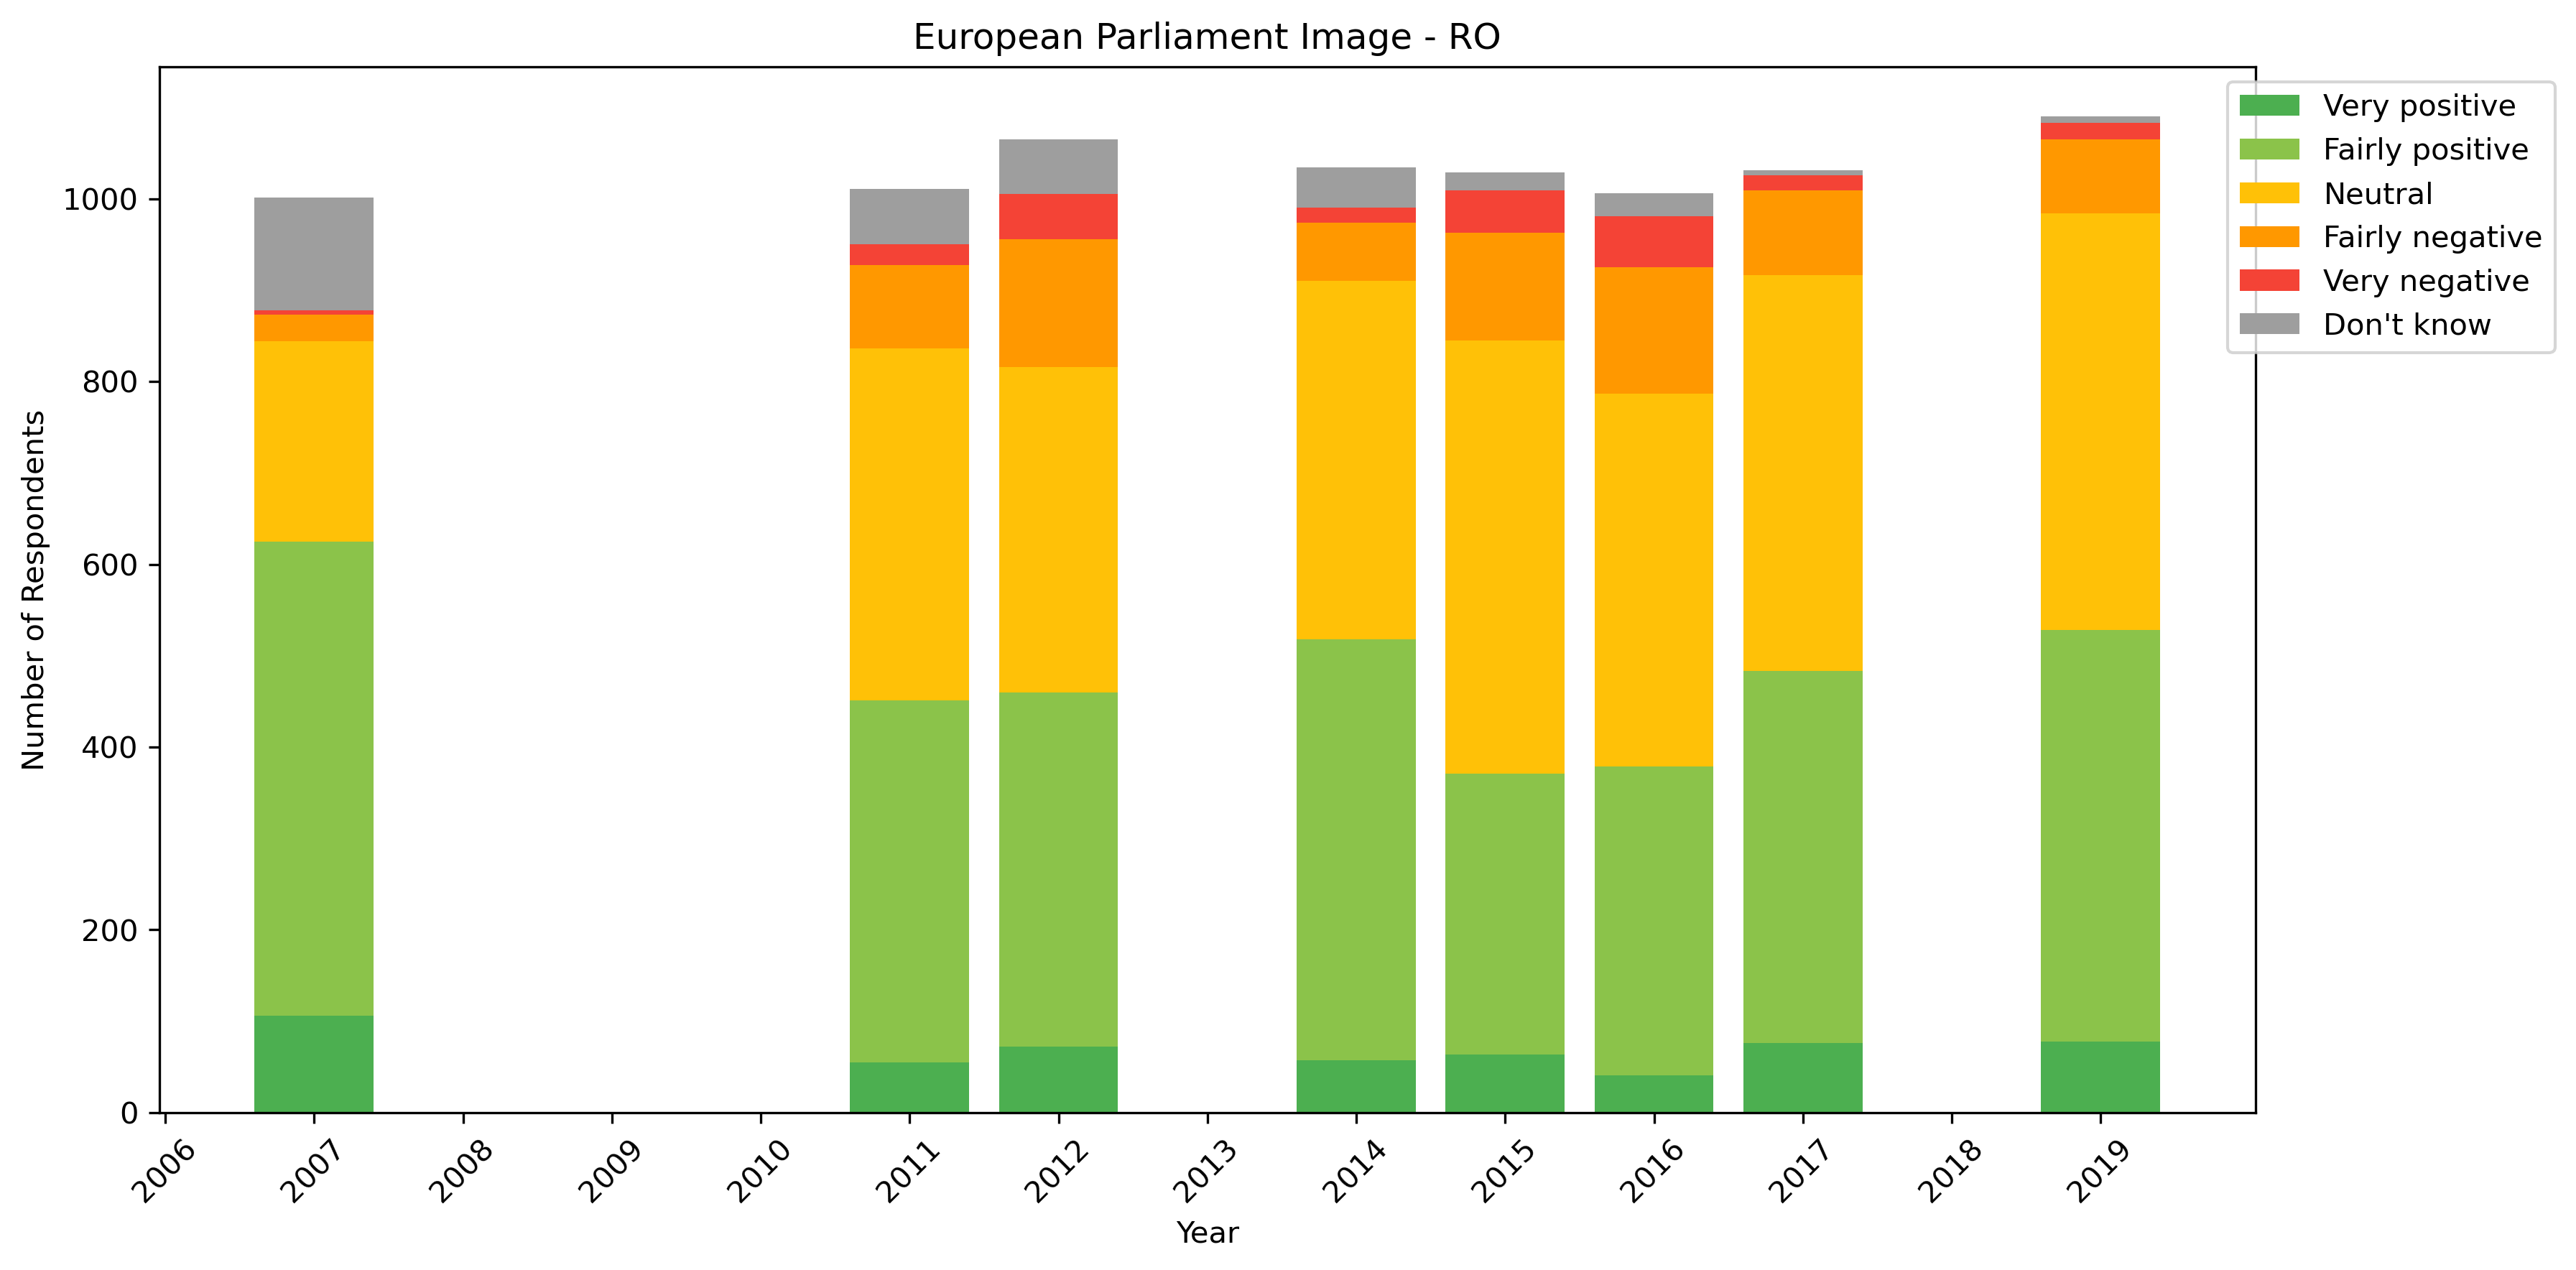 European Parliament Image - RO
Very positive
Fairly positive
Neutral
Fairly negative
Very negative
Don't know
Number of Respondents
1000
800
600
400
200
0
2006
2007
2008
2009
2010
2011
2012
2013
2014
2015
2016
2017
2018
2019
Year